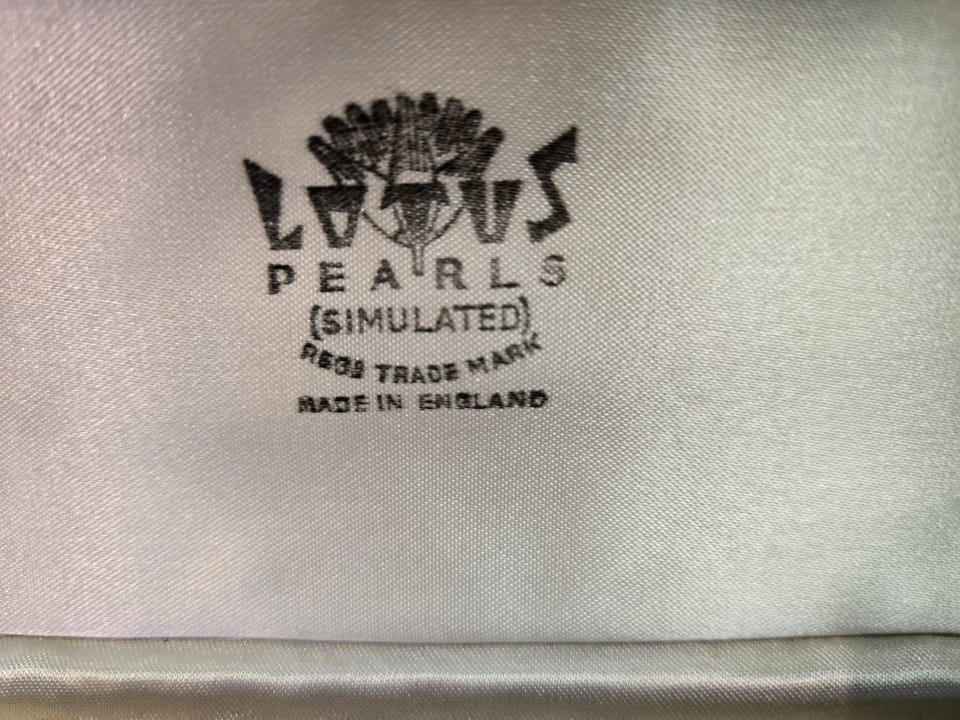 LOTUS
PEARLS
(SIMULATED)
REGD TRADE MARK
MADE IN ENGLAND